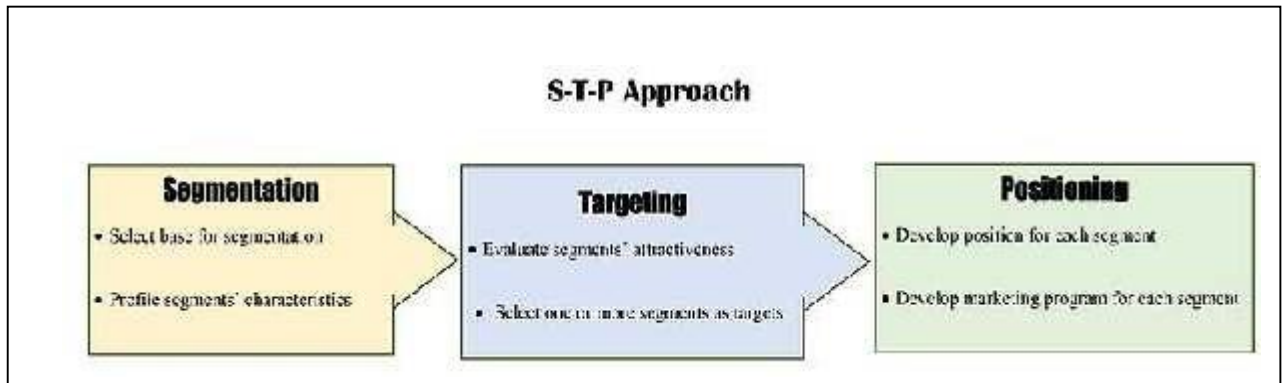 S-T-P Approach
Segmentation
• Select base for segmentation
• Profile segments' characteristics
Targeting
• Evaluate segments' attractiveness
• Select one or more segments as targets
Positioning
• Develop position for each segment
• Develop marketing program for each segment